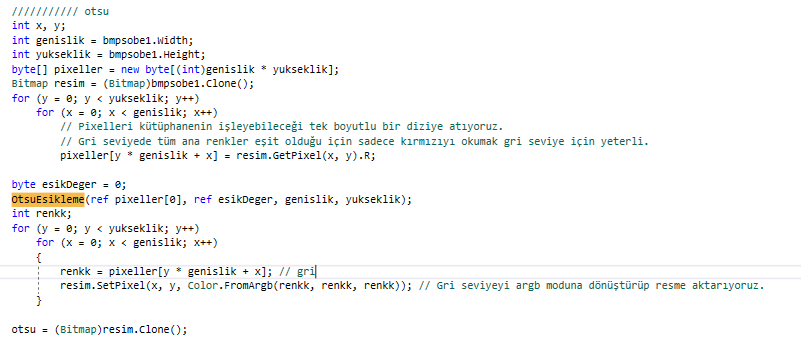 /////////// otsu
int x, y;
int genislik = bmpsobe1.Width;
int yukseklik = bmpsobe1.Height;
byte[] pixeller = new byte[(int)genislik * yukseklik];
Bitmap resim = (Bitmap)bmpsobe1.Clone();
for (y = 0; y < yukseklik; y++)
    for (x = 0; x < genislik; x++)
        // Pixelleri kütüphanenin işleyebileceği tek boyutlu bir diziye atıyoruz.
        // Gri seviyede tüm ana renkler eşit olduğu için sadece kırmızıyı okumak gri seviye için yeterli.
        pixeller[y * genislik + x] = resim.GetPixel(x, y).R;
byte esikDeger = 0;
OtsuEsikleme(ref pixeller[0], ref esikDeger, genislik, yukseklik);
int renkk;
for (y = 0; y < yukseklik; y++)
    for (x = 0; x < genislik; x++)
    {
        renkk = pixeller[y * genislik + x]; // gri
        resim.SetPixel(x, y, Color.FromArgb(renkk, renkk, renkk)); // Gri seviyeyi argb moduna dönüştürüp resme aktarıyoruz.
    }
otsu = (Bitmap)resim.Clone();